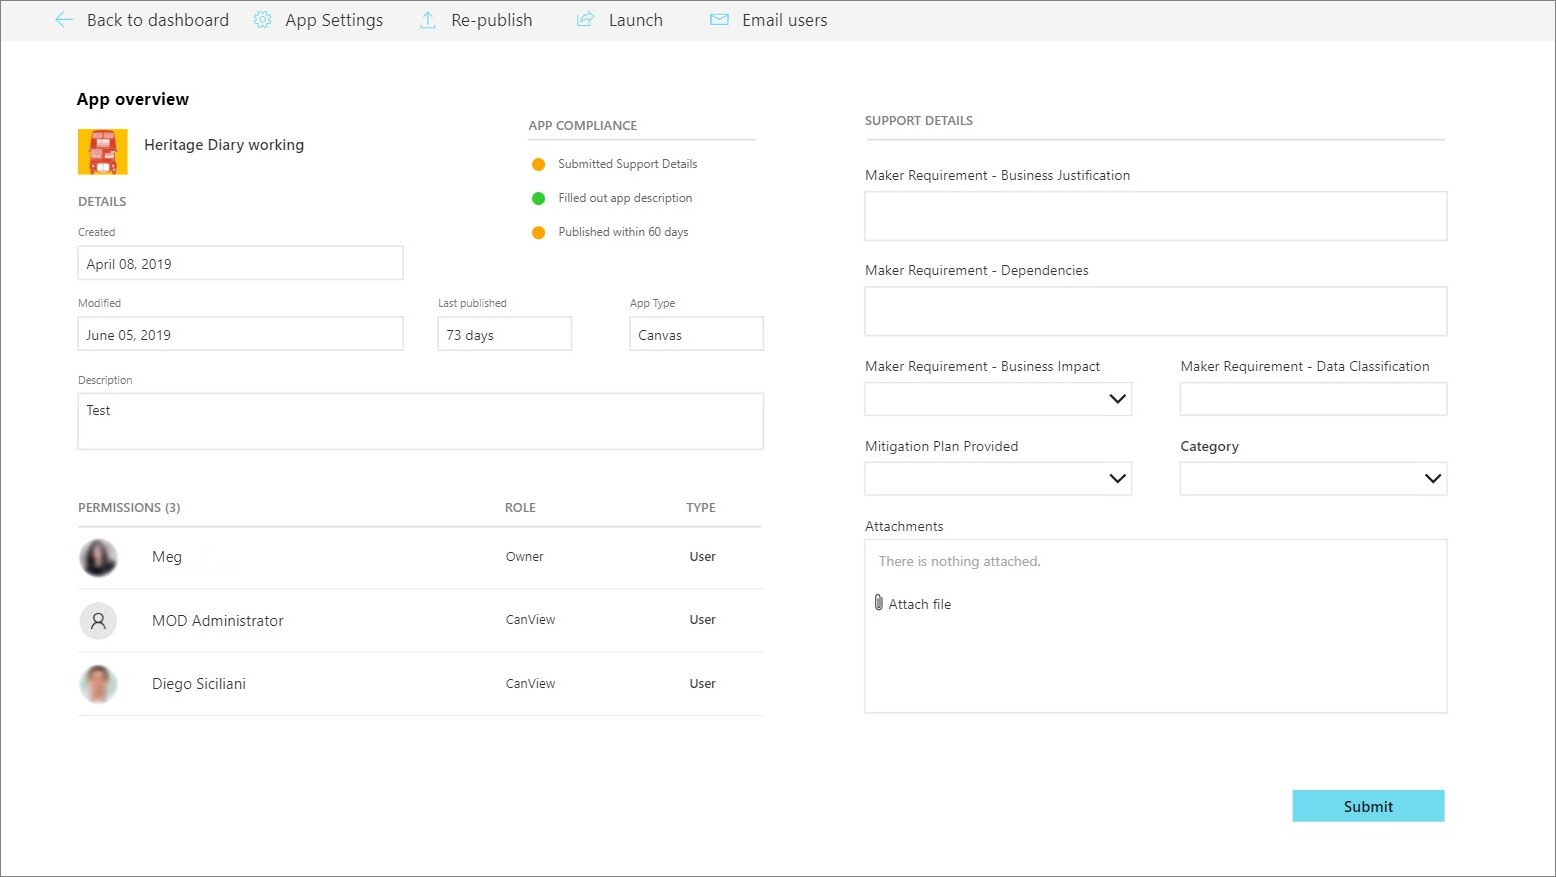 Back to dashboard
App Settings
Re-publish
Launch
Email users
App overview
Heritage Diary working
DETAILS
Created
April 08, 2019
Modified
June 05, 2019
Last published
73 days
App Type
Canvas
Description
Test
APP COMPLIANCE
Submitted Support Details
Filled out app description
Published within 60 days
PERMISSIONS (3) ROLE TYPE
Meg Owner User
MOD Administrator CanView User
Diego Siciliani CanView User
SUPPORT DETAILS
Maker Requirement - Business Justification
Maker Requirement - Dependencies
Maker Requirement - Business Impact
Maker Requirement - Data Classification
Mitigation Plan Provided
Category
Attachments
There is nothing attached.
Attach file
Submit